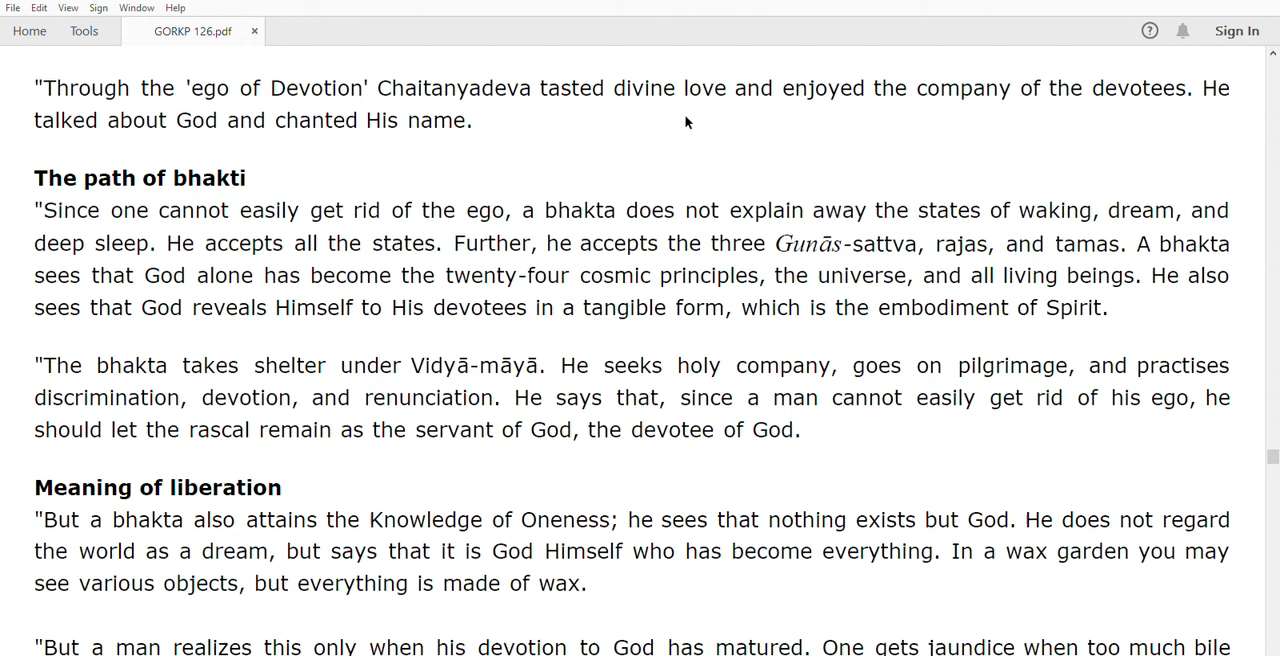 File Edit View Sign Window Help
Home Tools GORKP 126.pdf × ? Sign In
"Through the 'ego of Devotion' Chaitanyadeva tasted divine love and enjoyed the company of the devotees. He
talked about God and chanted His name.
The path of bhakti
"Since one cannot easily get rid of the ego, a bhakta does not explain away the states of waking, dream, and
deep sleep. He accepts all the states. Further, he accepts the three Gunās-sattva, rajas, and tamas. A bhakta
sees that God alone has become the twenty-four cosmic principles, the universe, and all living beings. He also
sees that God reveals Himself to His devotees in a tangible form, which is the embodiment of Spirit.
"The bhakta takes shelter under Vidyā-māyā. He seeks holy company, goes on pilgrimage, and practises
discrimination, devotion, and renunciation. He says that, since a man cannot easily get rid of his ego, he
should let the rascal remain as the servant of God, the devotee of God.
Meaning of liberation
"But a bhakta also attains the Knowledge of Oneness; he sees that nothing exists but God. He does not regard
the world as a dream, but says that it is God Himself who has become everything. In a wax garden you may
see various objects, but everything is made of wax.
"But a man realizes this only when his devotion to God has matured. One gets jaundice when too much bile